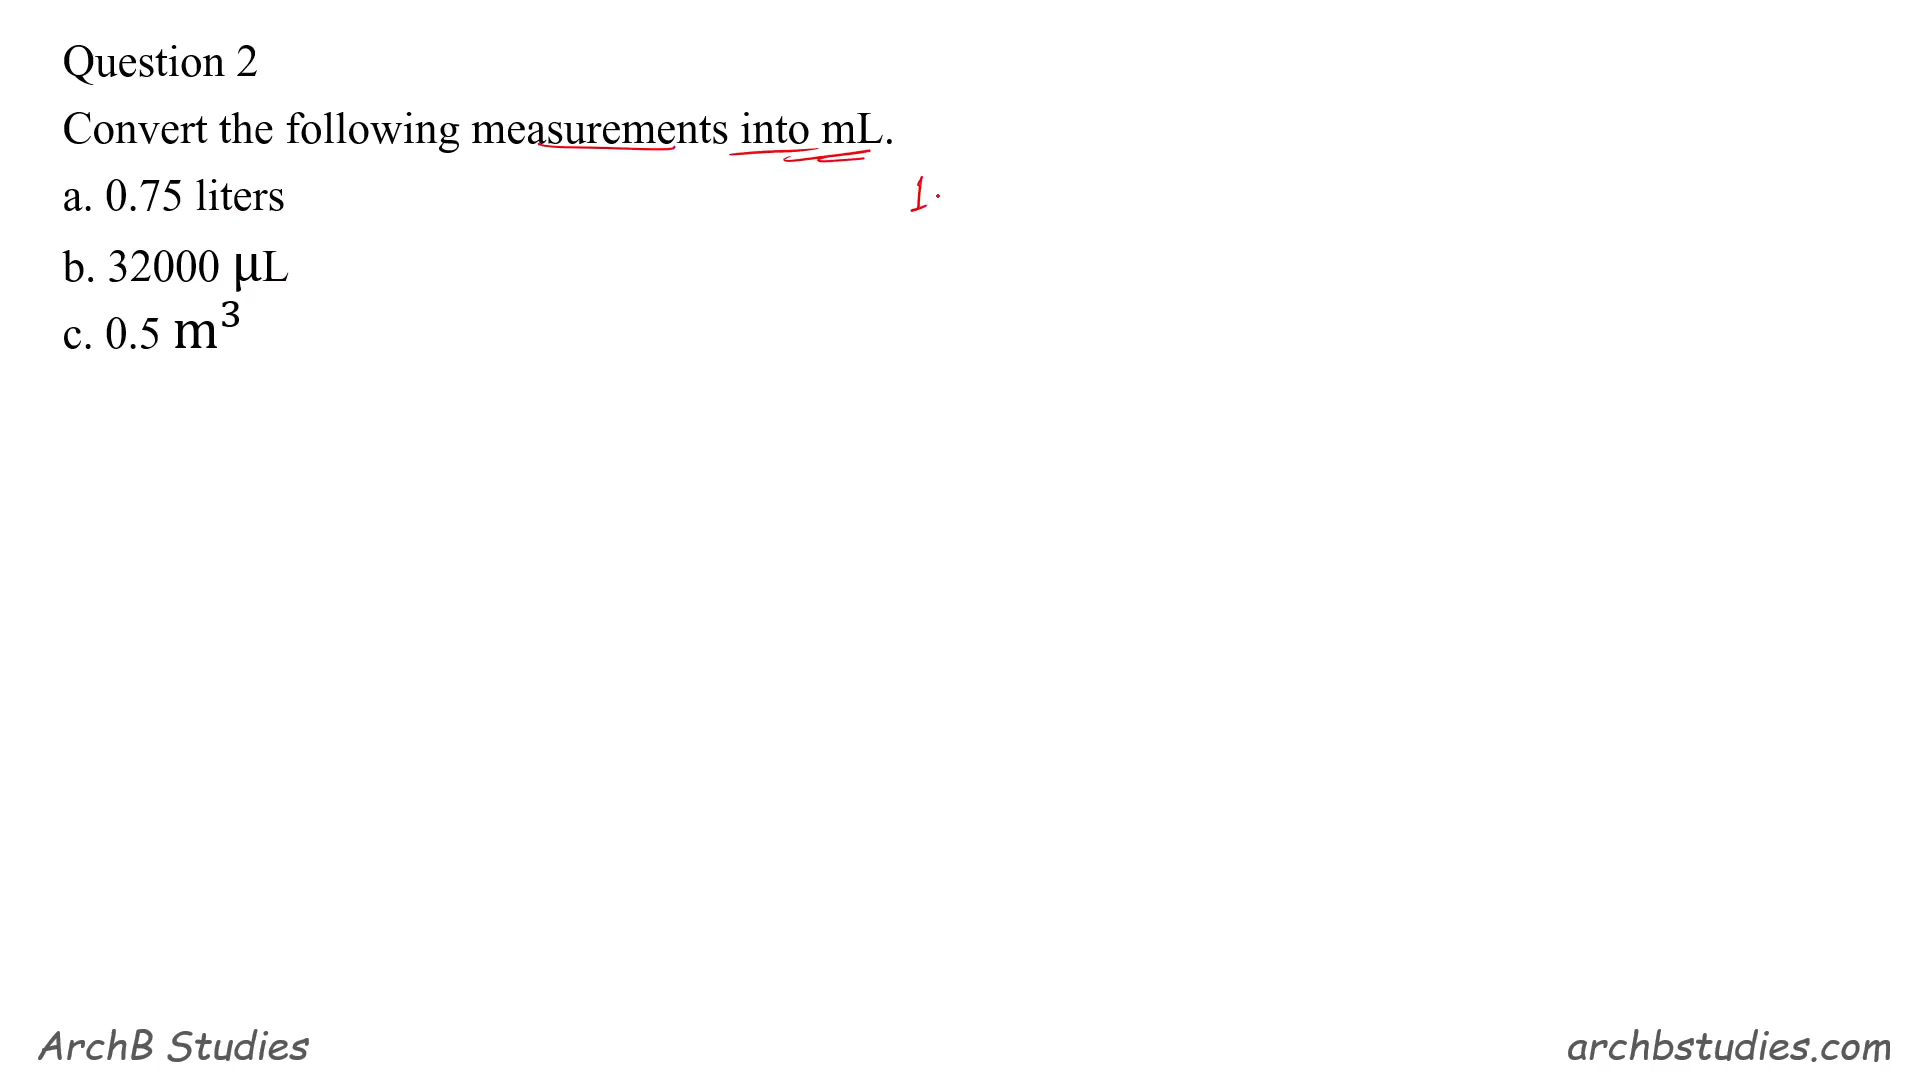 Question 2
Convert the following measurements into mL.
a. 0.75 liters
1.
b. 32000 μL
c. 0.5 m³
ArchB Studies
archbstudies.com